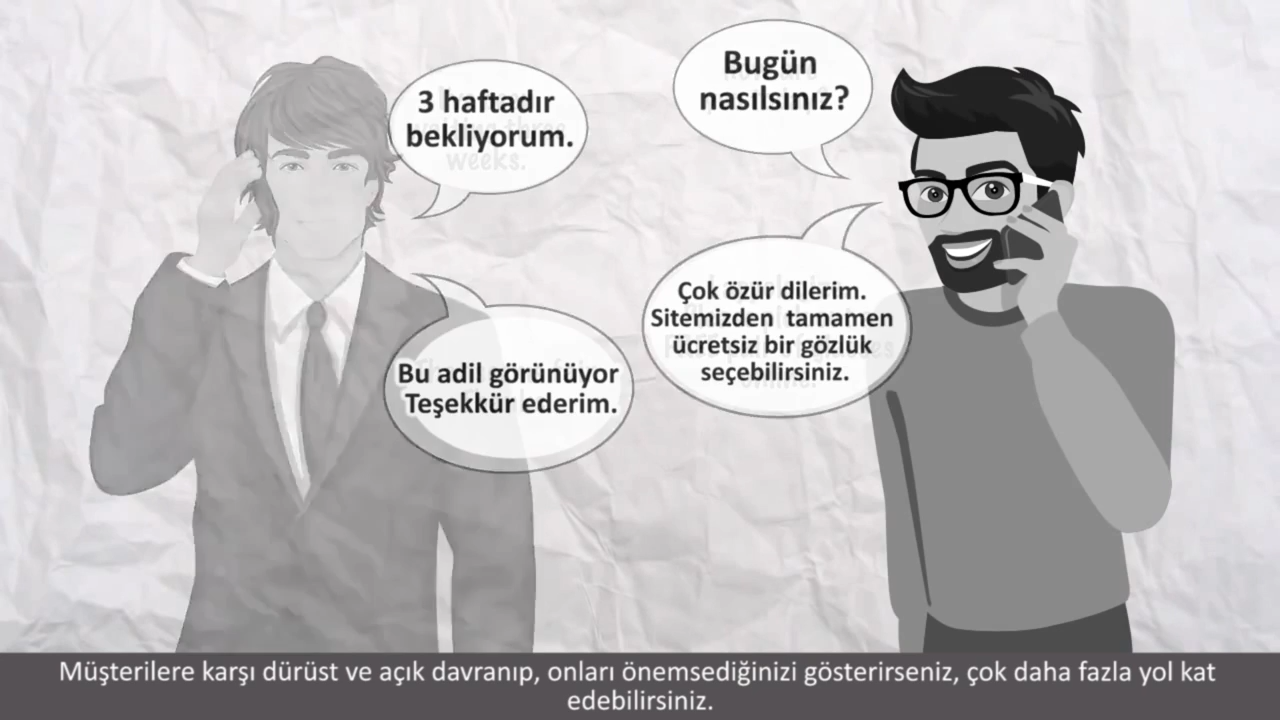 Bugün
nasılsınız?
3 haftadır
bekliyorum.
weeks.
Çok özür dilerim.
Sitemizden tamamen
ücretsiz bir gözlük
seçebilirsiniz.
Bu adil görünüyor
Teşekkür ederim.
Müşterilere karşı dürüst ve açık davranıp, onları önemsediğinizi gösterirseniz, çok daha fazla yol kat
edebilirsiniz.